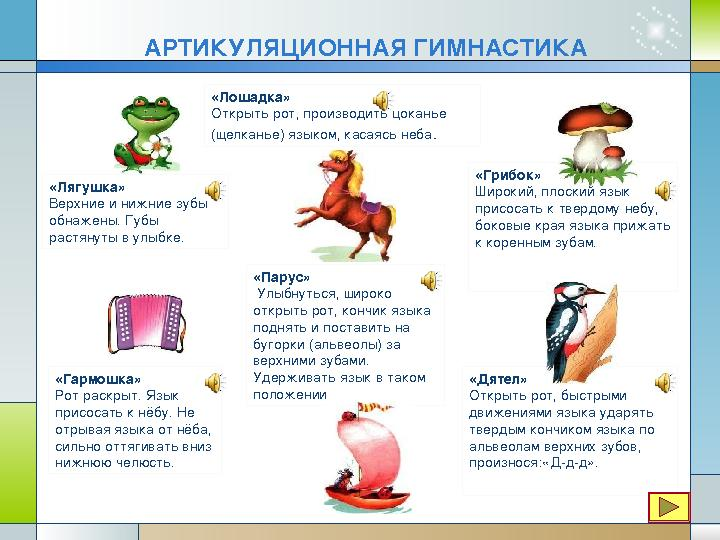 АРТИКУЛЯЦИОННАЯ ГИМНАСТИКА
«Лошадка»
Открыть рот, производить цоканье
(щелканье) языком, касаясь неба.
«Лягушка»
Верхние и нижние зубы
обнажены. Губы
растянуты в улыбке.
«Грибок»
Широкий, плоский язык
присосать к твердому небу,
боковые края языка прижать
к коренным зубам.
«Парус»
Улыбнуться, широко
открыть рот, кончик языка
поднять и поставить на
бугорки (альвеолы) за
верхними зубами.
Удерживать язык в таком
положении
«Гармошка»
Рот раскрыт. Язык
присосать к нёбу. Не
отрывая языка от нёба,
сильно оттягивать вниз
нижнюю челюсть.
«Дятел»
Открыть рот, быстрыми
движениями языка ударять
твердым кончиком языка по
альвеолам верхних зубов,
произнося:«Д-д-д».